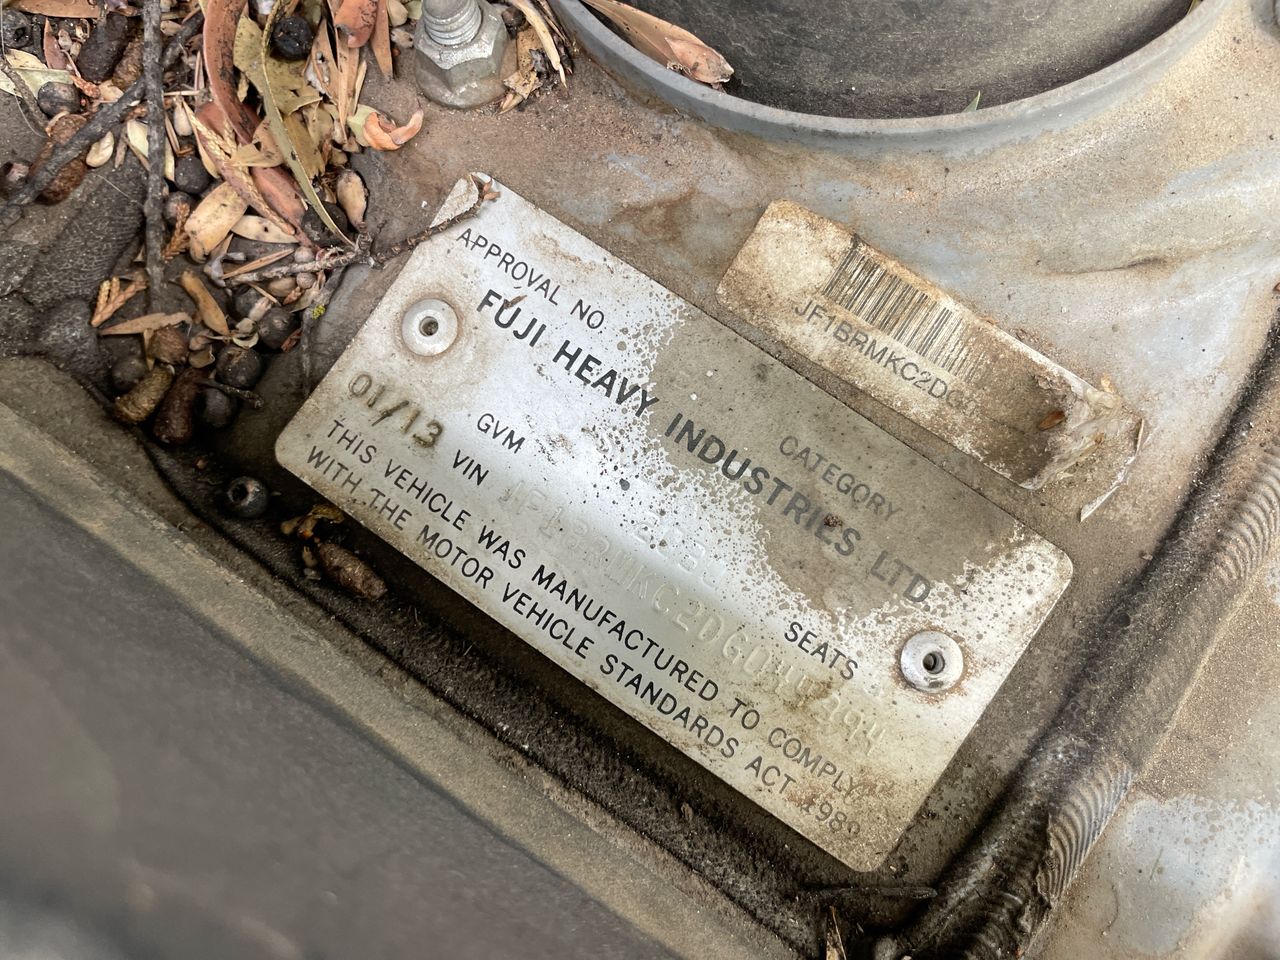 APPROVAL NO.
CATEGORY
FUJI HEAVY INDUSTRIES LTD.
01/13
GVM
SEATS
VIN
THIS VEHICLE WAS MANUFACTURED TO COMPLY
WITH THE MOTOR VEHICLE STANDARDS ACT 1989